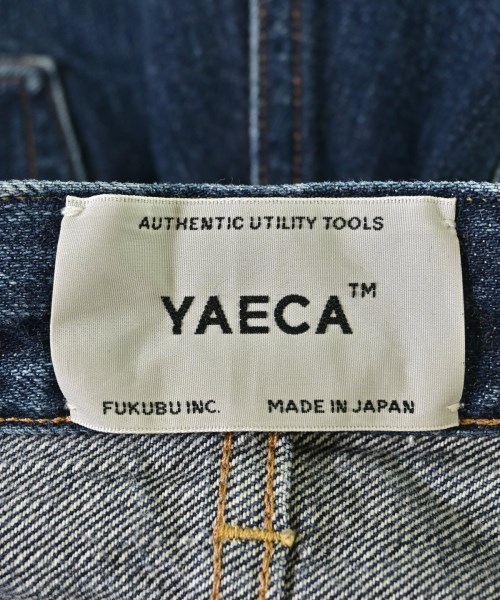 AUTHENTIC UTILITY TOOLS
YAECA™
FUKUBU INC. MADE IN JAPAN